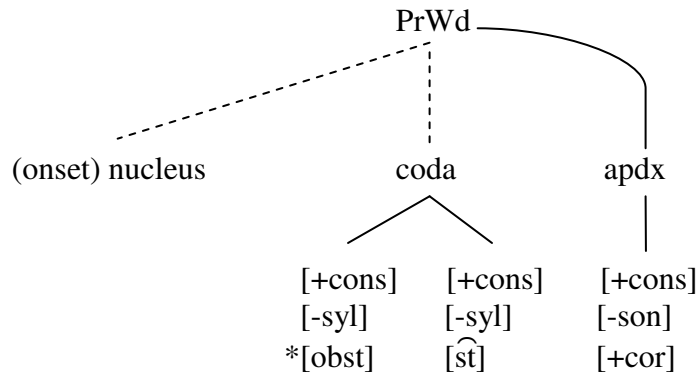 PrWd
(onset) nucleus coda apdx
[+cons] [+cons] [+cons]
[-syl] [-syl] [-son]
*[obst] [s͡t] [+cor]